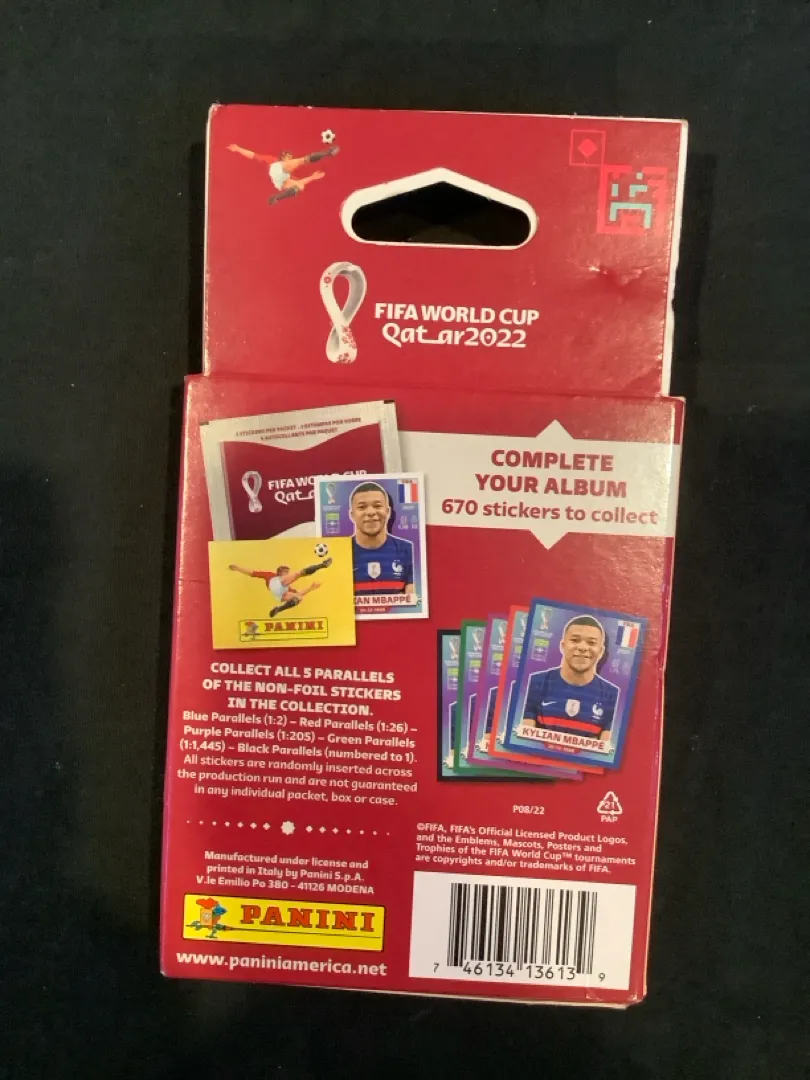 FIFA WORLD CUP
Qatar2022
5 STICKERS PER PACKET
FIFA WORLD CUP
COMPLETE
YOUR ALBUM
670 stickers to collect
PANINI
KYLIAN MBAPPÉ
COLLECT ALL 5 PARALLELS
OF THE NON-FOIL STICKERS
IN THE COLLECTION.
Blue Parallels (1:2) – Red Parallels (1:26) –
Purple Parallels (1:205) – Green Parallels
(1:1,445) – Black Parallels (numbered to 1).
All stickers are randomly inserted across
the production run and are not guaranteed
in any individual packet, box or case.
P08/22
21
PAP
©FIFA, FIFA's Official Licensed Product Logos,
and the Emblems, Mascots, Posters and
Trophies of the FIFA World Cup™ tournaments
are copyrights and/or trademarks of FIFA.
Manufactured under license and
printed in Italy by Panini S.p.A.
V.le Emilio Po 380 - 41126 MODENA
PANINI
www.paniniamerica.net
7 46134 13613 9